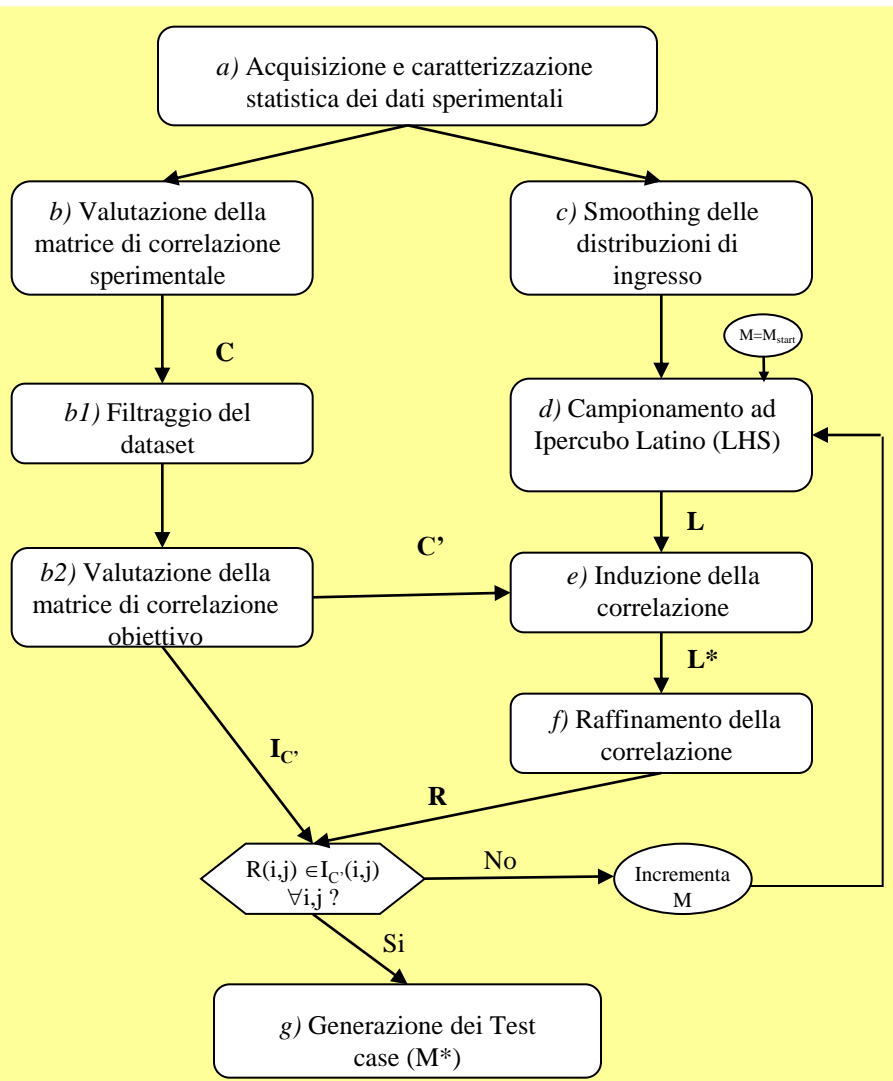 a) Acquisizione e caratterizzazione
statistica dei dati sperimentali
b) Valutazione della
matrice di correlazione
sperimentale
c) Smoothing delle
distribuzioni di
ingresso
M=Mstart
C
b1) Filtraggio del
dataset
d) Campionamento ad
Ipercubo Latino (LHS)
L
C’
b2) Valutazione della
matrice di correlazione
obiettivo
e) Induzione della
correlazione
L*
f) Raffinamento della
correlazione
IC’
R
R(i,j) ∈IC’(i,j)
∀i,j ?
No
Incrementa
M
Si
g) Generazione dei Test
case (M*)